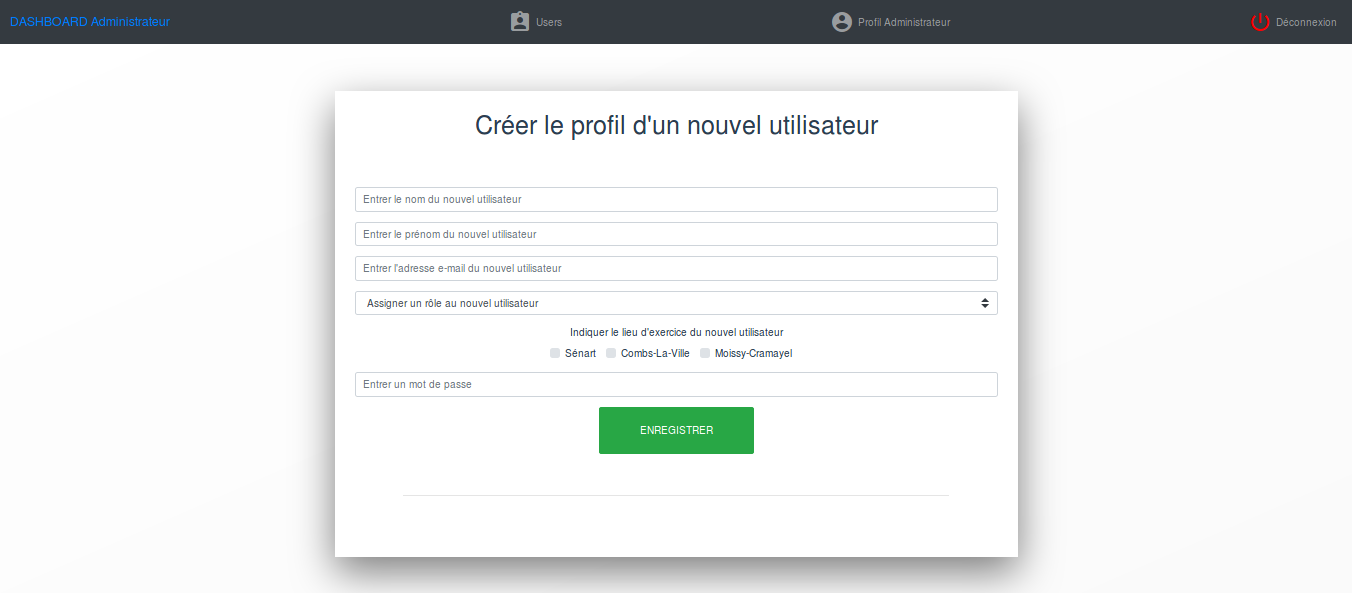 DASHBOARD Administrateur
Users
Profil Administrateur
Déconnexion
Créer le profil d'un nouvel utilisateur
Entrer le nom du nouvel utilisateur
Entrer le prénom du nouvel utilisateur
Entrer l'adresse e-mail du nouvel utilisateur
Assigner un rôle au nouvel utilisateur
Indiquer le lieu d'exercice du nouvel utilisateur
Sénart Combs-La-Ville Moissy-Cramayel
Entrer un mot de passe
ENREGISTRER